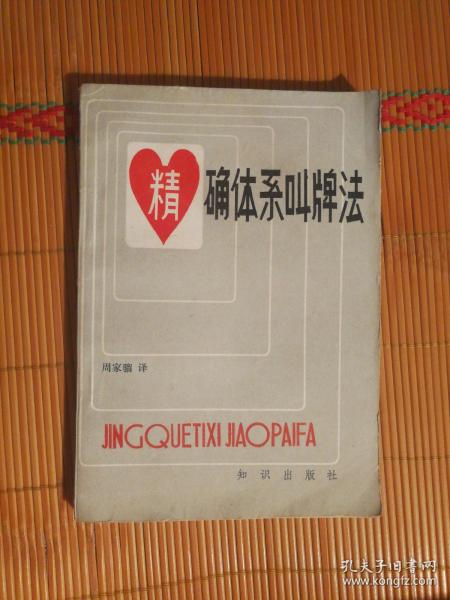 精确体系叫牌法
周家骝 译
JINGQUETIXI JIAOPAIFA
知识出版社
孔夫子旧书网
www.kongfz.com